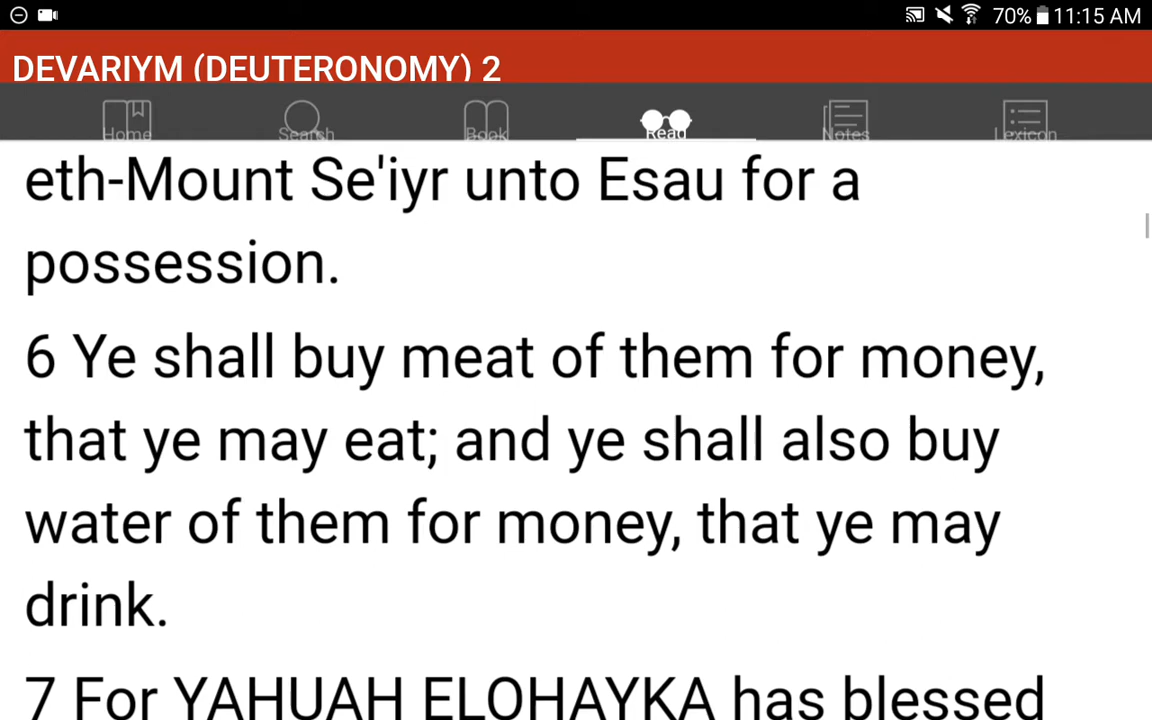 70% 11:15 AM
DEVARIYM (DEUTERONOMY) 2
Home Search Book Read Notes Lexicon
eth-Mount Se'iyr unto Esau for a
possession.
6 Ye shall buy meat of them for money,
that ye may eat; and ye shall also buy
water of them for money, that ye may
drink.
7 For YAHUAH ELOHAYKA has blessed